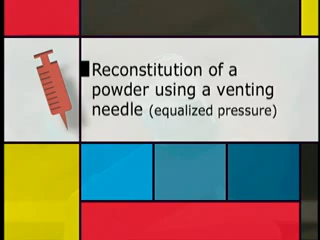 Reconstitution of a
powder using a venting
needle (equalized pressure)